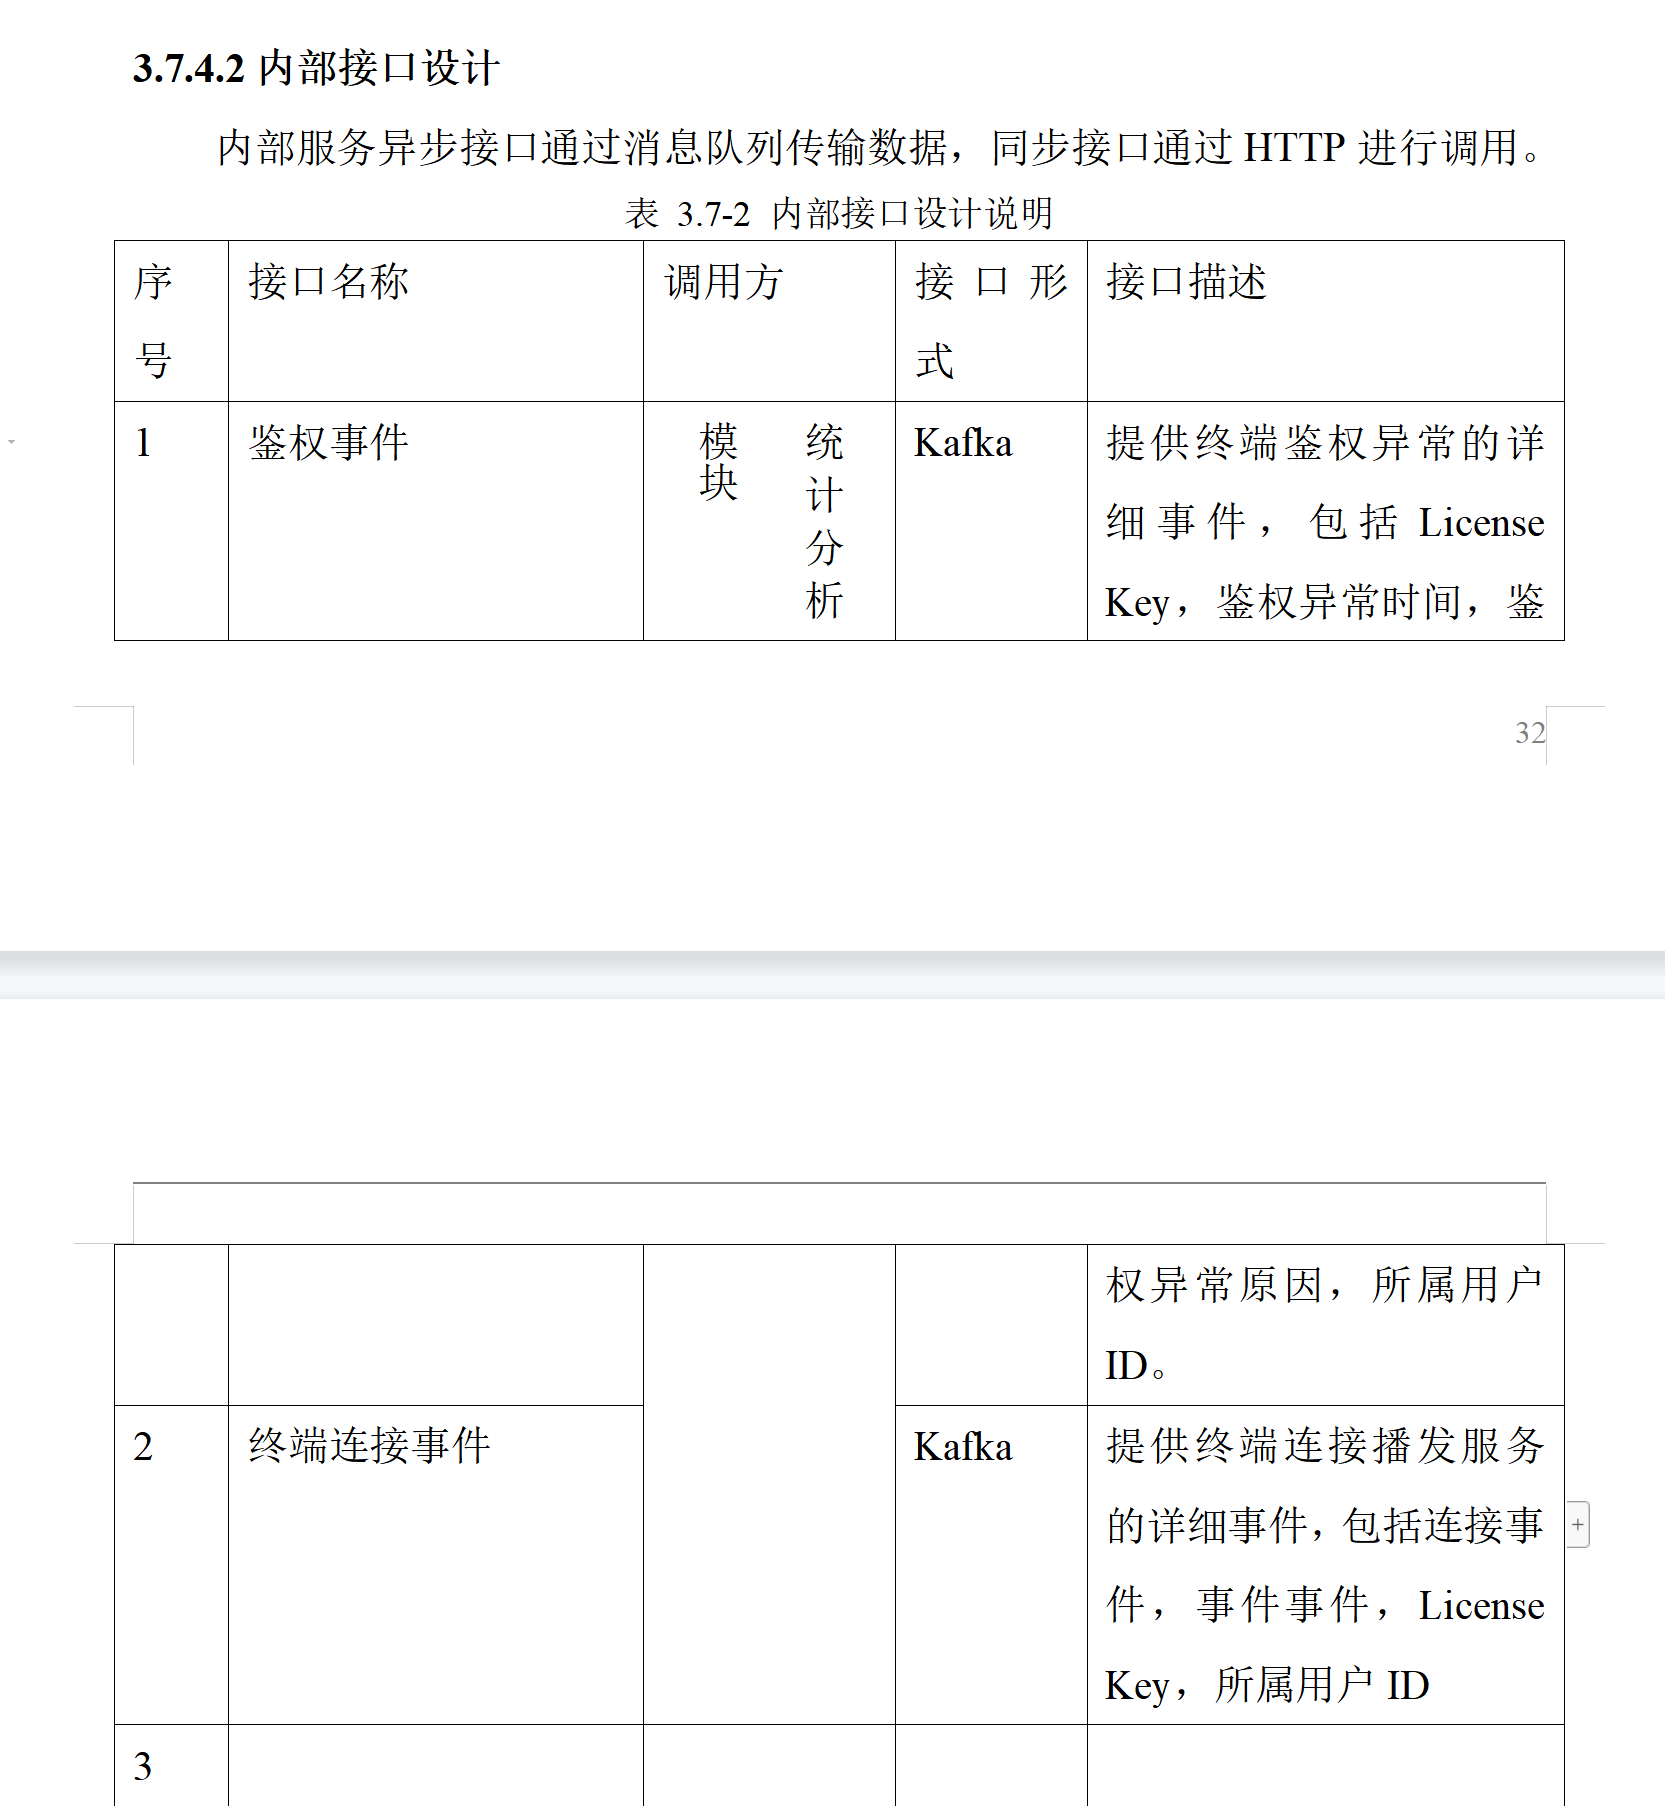 3.7.4.2 内部接口设计
内部服务异步接口通过消息队列传输数据，同步接口通过 HTTP 进行调用。
表 3.7-2 内部接口设计说明
序号
接口名称
调用方
接口形式
接口描述
1
鉴权事件
统计分析
模块
Kafka
提供终端鉴权异常的详
细事件，包括 License
Key，鉴权异常时间，鉴
32
权异常原因，所属用户
ID。
2
终端连接事件
Kafka
提供终端连接播发服务
的详细事件，包括连接事
件，事件事件，License
Key，所属用户 ID
3